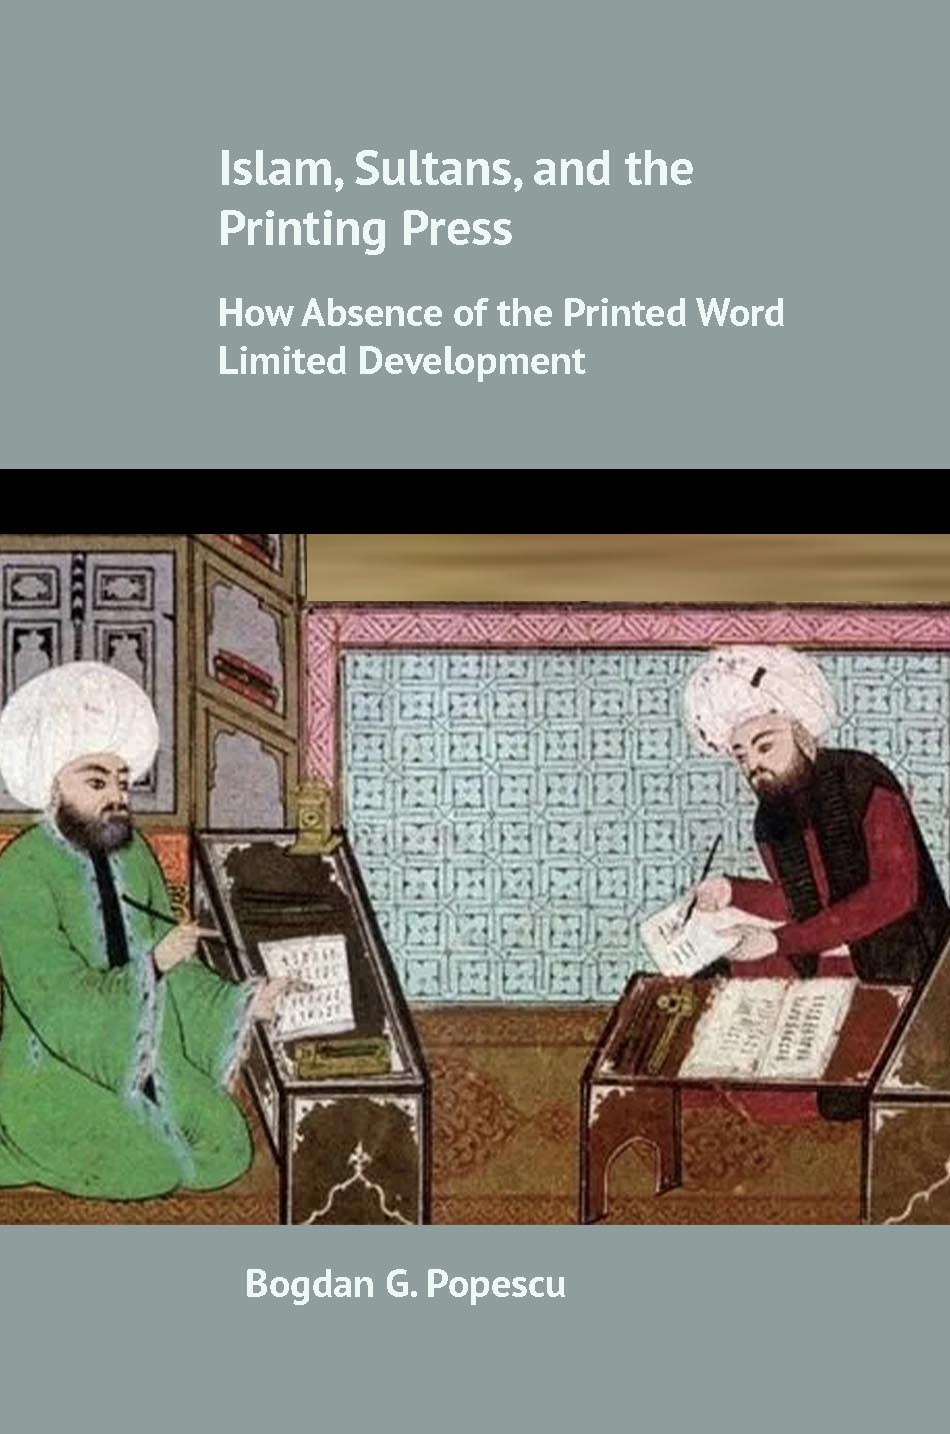 Islam, Sultans, and the
Printing Press
How Absence of the Printed Word
Limited Development
Bogdan G. Popescu